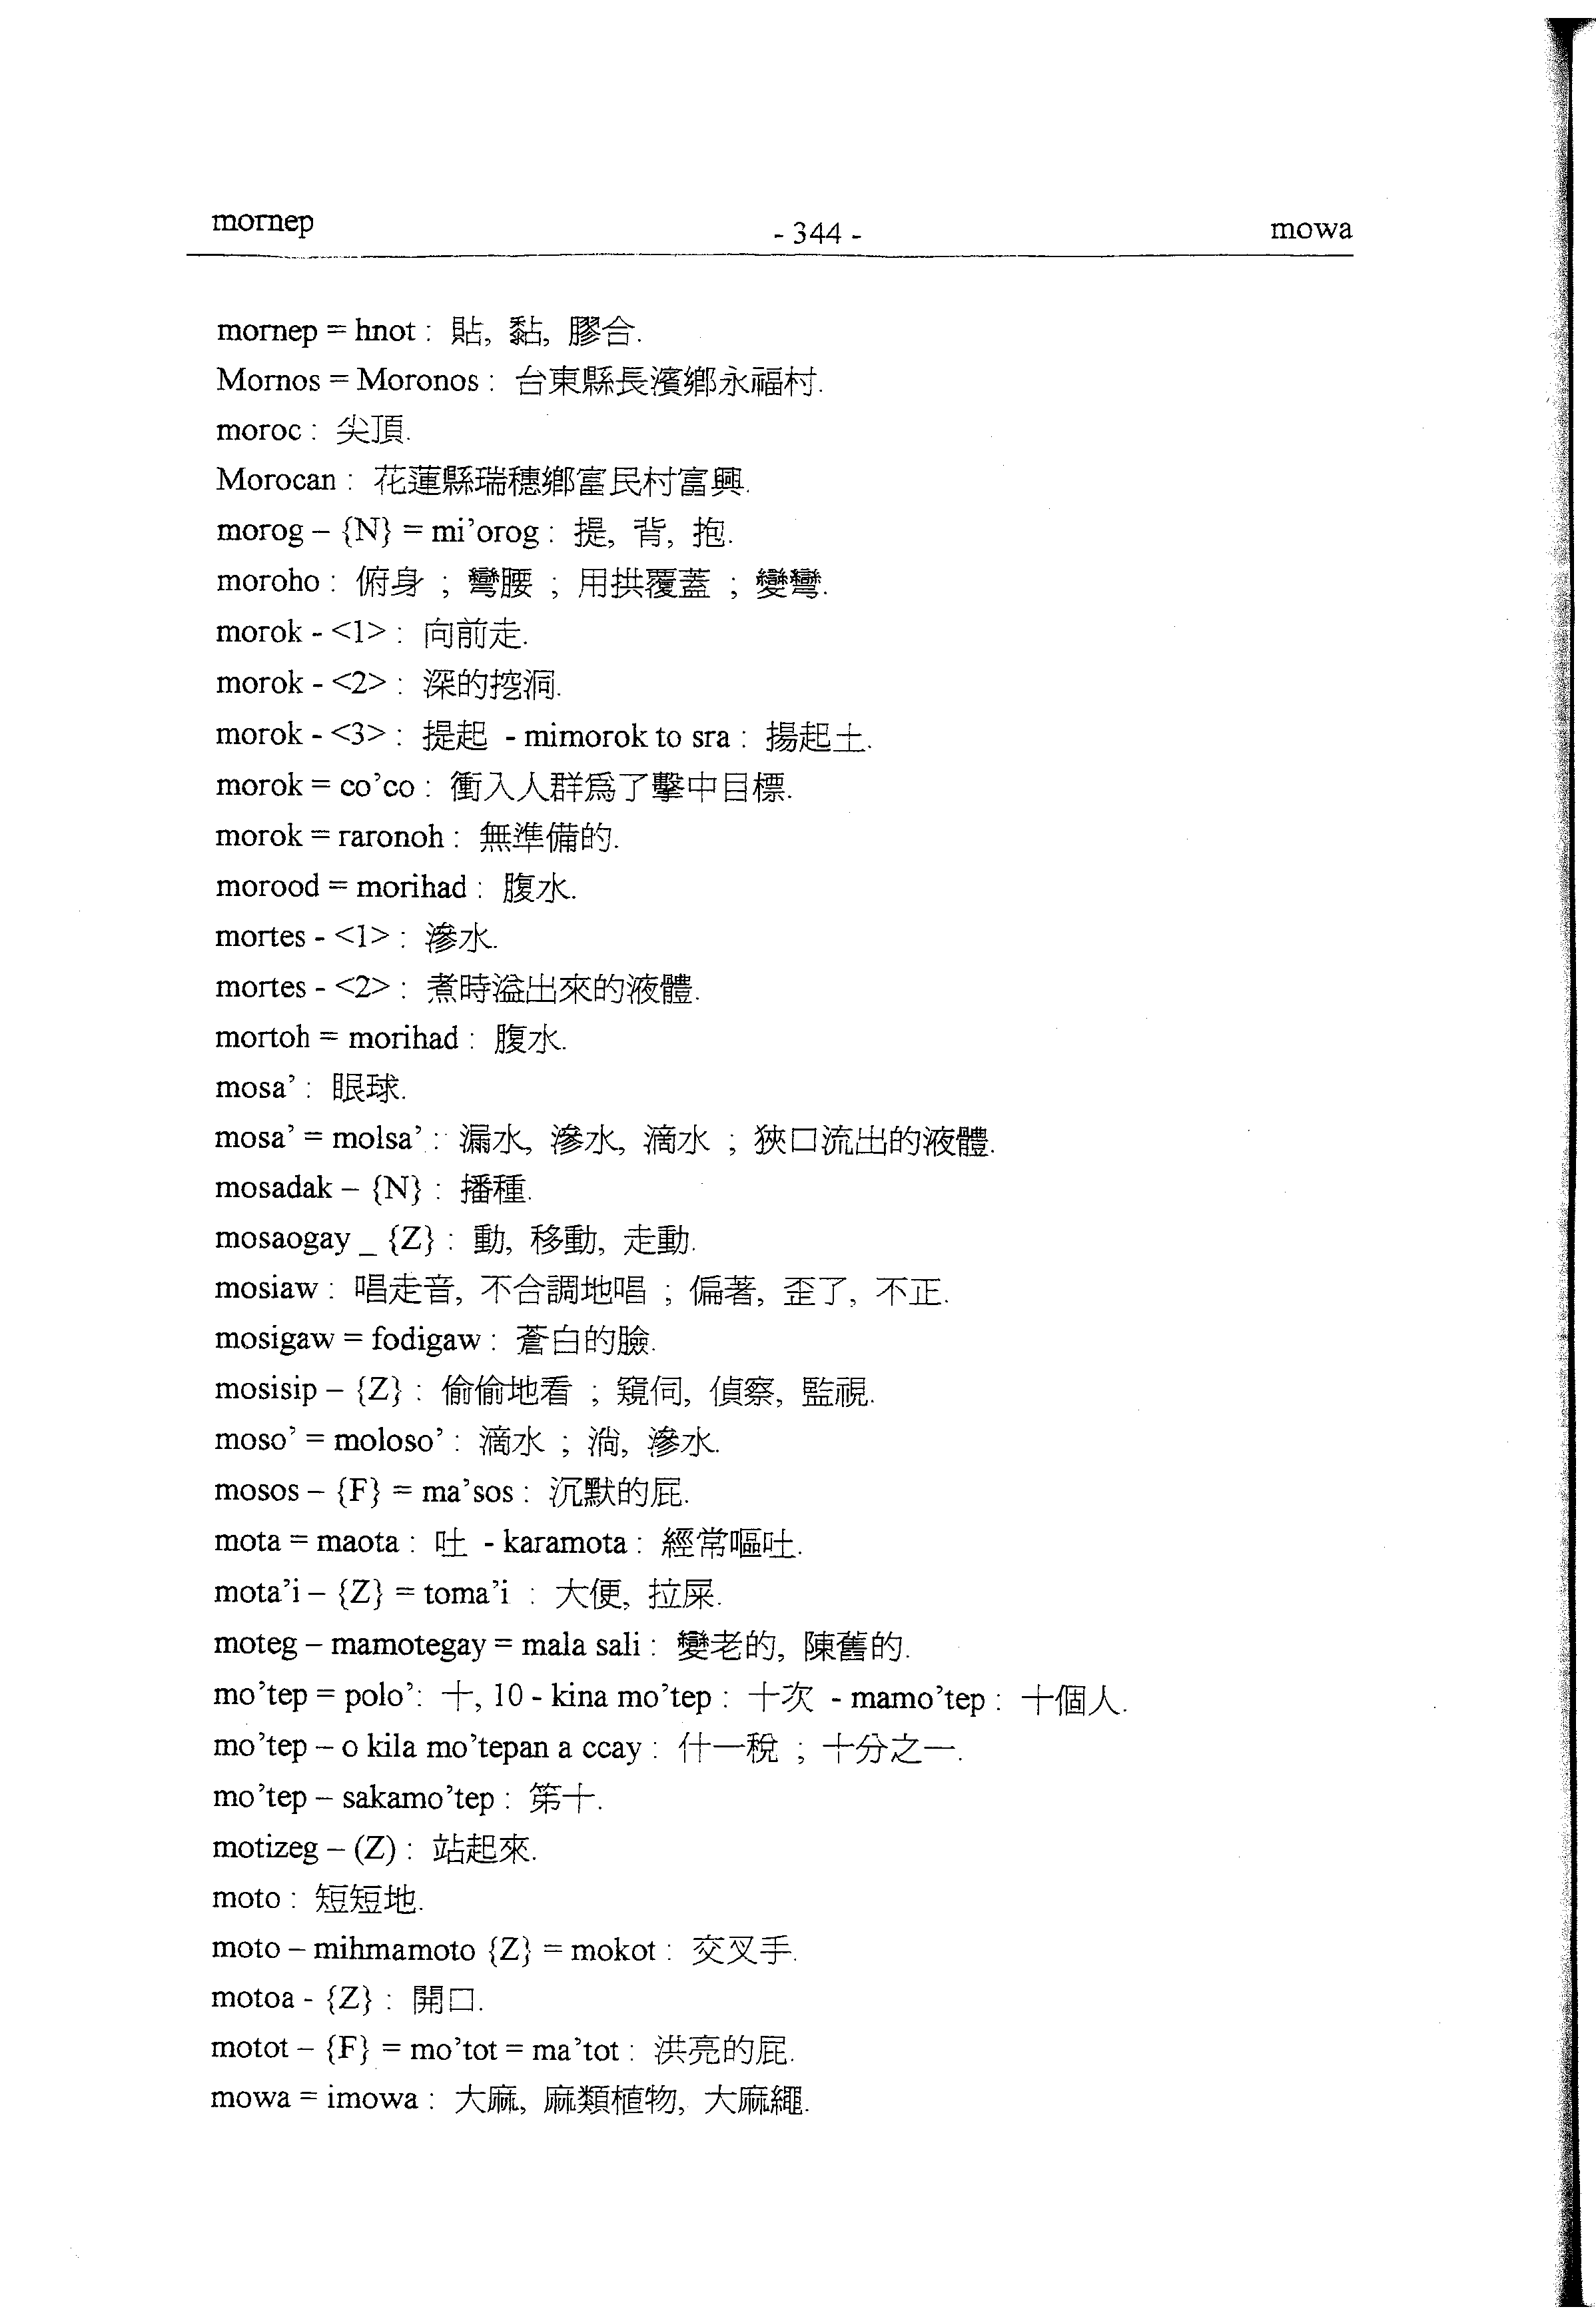 mornep - 344 - mowa
mornep = hnot : 貼, 黏, 膠合.
Mornos = Moronos : 台東縣長濱鄉永福村.
moroc : 尖頂.
Morocan : 花蓮縣瑞穗鄉富民村富興.
morog – {N} = mi’orog : 提, 背, 抱.
moroho : 俯身 ; 彎腰 ; 用拱覆蓋 ; 變彎.
morok - <1> : 向前走.
morok - <2> : 深的挖洞.
morok - <3> : 提起 - mimorok to sra : 揚起土.
morok = co’co : 衝入人群爲了擊中目標.
morok = raronoh : 無準備的.
morood = morihad : 腹水.
mortes - <1> : 滲水.
mortes - <2> : 煮時溢出來的液體.
mortoh = morihad : 腹水.
mosa’ : 眼球.
mosa’ = molsa’ : 漏水, 滲水, 滴水 ; 狹口流出的液體.
mosadak – {N} : 播種.
mosaogay _ {Z} : 動, 移動, 走動.
mosiaw : 唱走音, 不合調地唱 ; 偏著, 歪了, 不正.
mosigaw = fodigaw : 蒼白的臉.
mosisip – {Z} : 偷偷地看 ; 窺伺, 偵察, 監視.
moso’ = moloso’ : 滴水 ; 淌, 滲水.
mosos – {F} = ma’sos : 沉默的屁.
mota = maota : 吐 - karamota : 經常嘔吐.
mota’i – {Z} = toma’i : 大便, 拉屎.
moteg – mamotegay = mala sali : 變老的, 陳舊的.
mo’tep = polo’: 十, 10 - kina mo’tep : 十次 - mamo’tep : 十個人.
mo’tep – o kila mo’tepan a ccay : 什一稅 ; 十分之一.
mo’tep – sakamo’tep : 第十.
motizeg – (Z) : 站起來.
moto : 短短地.
moto – mihmamoto {Z} = mokot : 交叉手.
motoa - {Z} : 開口.
motot – {F} = mo’tot = ma’tot : 洪亮的屁.
mowa = imowa : 大麻, 麻類植物, 大麻繩.